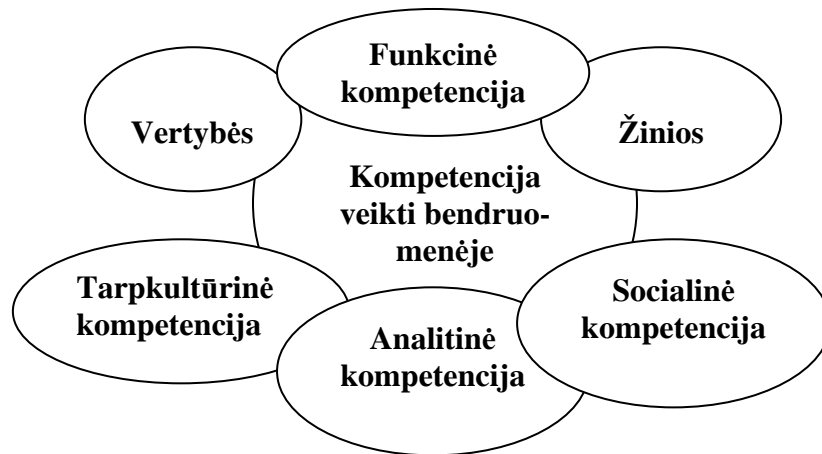 Funkcinė
kompetencija
Vertybės
Žinios
Kompetencija
veikti bendruo-
menėje
Tarpkultūrinė
kompetencija
Socialinė
kompetencija
Analitinė
kompetencija